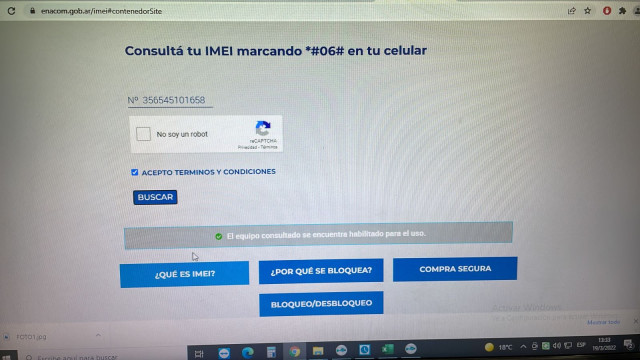 enacom.gob.ar/imei#contenedorSite
Consultá tu IMEI marcando *#06# en tu celular
Nº 356545101658
No soy un robot
reCAPTCHA
Privacidad - Términos
ACEPTO TERMINOS Y CONDICIONES
BUSCAR
El equipo consultado se encuentra habilitado para el uso.
¿QUÉ ES IMEI?
¿POR QUÉ SE BLOQUEA?
COMPRA SEGURA
BLOQUEO/DESBLOQUEO
Activar Windows
Mostrar todo
FOTO1.jpg
Escribe aquí para buscar
18°C
ESP
13:33
19/3/2022